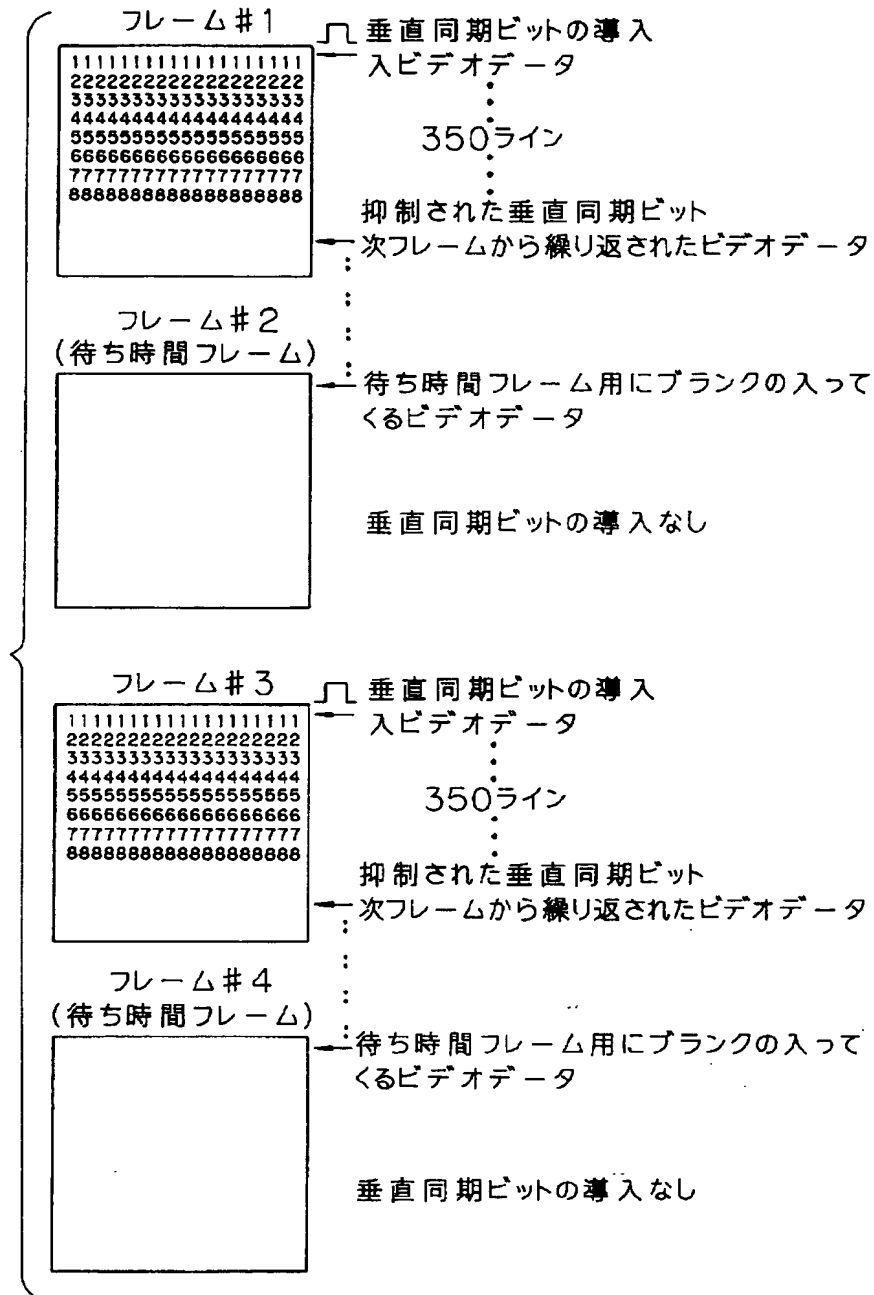 フレーム#1
垂直同期ビットの導入
入ビデオデータ
1111111111111111111
2222222222222222222
3333333333333333333
4444444444444444444
5555555555555555555
6666666666666666666
7777777777777777777
8888888888888888888
350ライン
抑制された垂直同期ビット
次フレームから繰り返されたビデオデータ
フレーム#2
(待ち時間フレーム)
待ち時間フレーム用にブランクの入って
くるビデオデータ
垂直同期ビットの導入なし
フレーム#3
垂直同期ビットの導入
入ビデオデータ
1111111111111111111
2222222222222222222
3333333333333333333
4444444444444444444
5555555555555555555
6666666666666666666
7777777777777777777
8888888888888888888
350ライン
抑制された垂直同期ビット
次フレームから繰り返されたビデオデータ
フレーム#4
(待ち時間フレーム)
待ち時間フレーム用にブランクの入って
くるビデオデータ
垂直同期ビットの導入なし